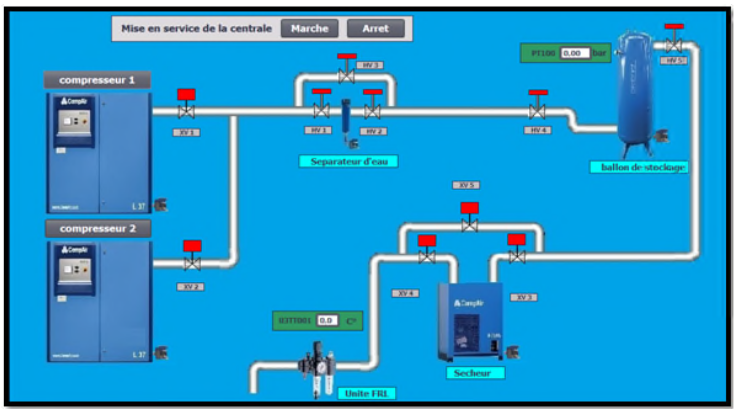 Mise en service de la centrale Marche Arret
compresseur 1
CompAir
L 37
XV 1
HV 3
HV 1
HV 2
Separateur d'eau
HV 4
PT100 0.00 bar
HV 5
ballon de stockage
compresseur 2
CompAir
L 37
XV 2
XV 5
XV 4
XV 3
CompAir
Secheur
03TT001 0.0 C°
Unite FRL